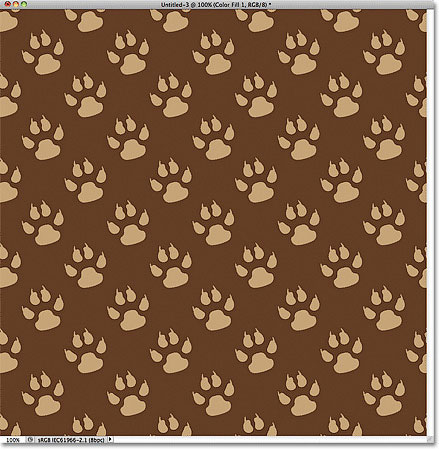 Untitled-3 @ 100% (Color Fill 1, RGB/8) *
100% sRGB IEC61966-2.1 (8bpc)